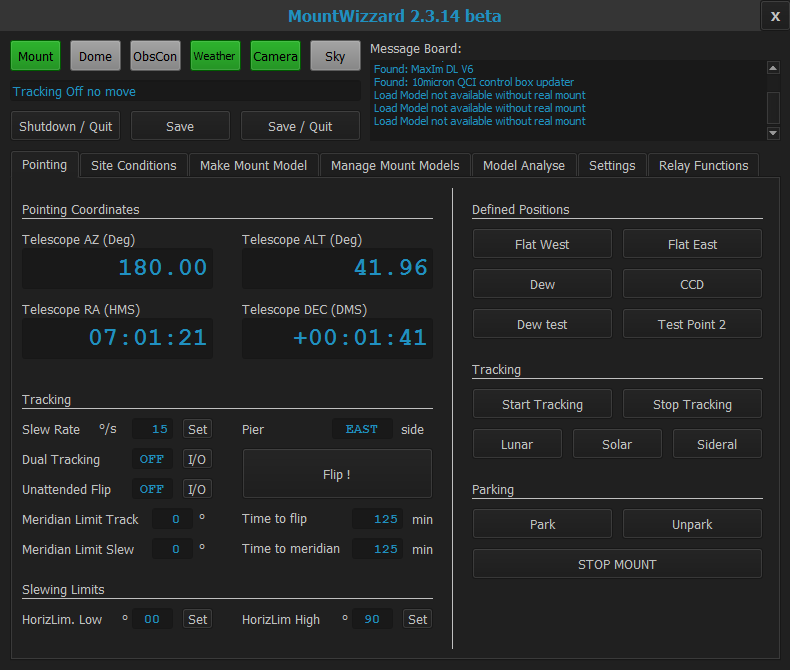 MountWizzard 2.3.14 beta
X
Mount Dome ObsCon Weather Camera Sky
Message Board:
Found: MaxIm DL V6
Found: 10micron QCI control box updater
Load Model not available without real mount
Load Model not available without real mount
Load Model not available without real mount
Tracking Off no move
Shutdown / Quit Save Save / Quit
Pointing Site Conditions Make Mount Model Manage Mount Models Model Analyse Settings Relay Functions
Pointing Coordinates
Telescope AZ (Deg) Telescope ALT (Deg)
180.00 41.96
Telescope RA (HMS) Telescope DEC (DMS)
07:01:21 +00:01:41
Tracking
Slew Rate º/s 15 Set Pier EAST side
Dual Tracking OFF I/O
Flip !
Unattended Flip OFF I/O
Meridian Limit Track 0 º Time to flip 125 min
Meridian Limit Slew 0 º Time to meridian 125 min
Slewing Limits
HorizLim. Low º 00 Set HorizLim High º 90 Set
Defined Positions
Flat West Flat East
Dew CCD
Dew test Test Point 2
Tracking
Start Tracking Stop Tracking
Lunar Solar Sideral
Parking
Park Unpark
STOP MOUNT